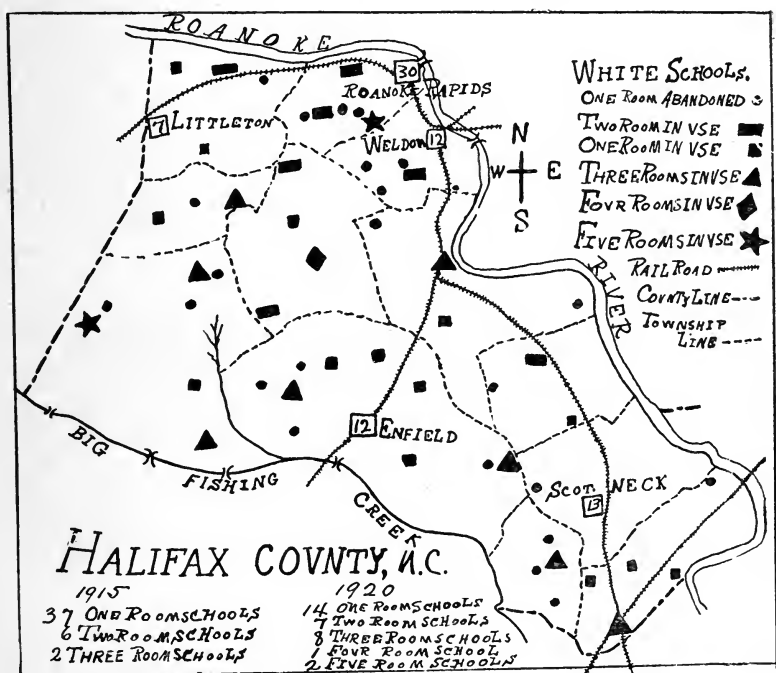 ROANOKE
30
ROANOKE RAPIDS
7 LITTLETON
WELDON 12
N
W E
S
WHITE SCHOOLS.
ONE ROOM ABANDONED
TWO ROOM IN VSE
ONE ROOM IN VSE
THREE ROOMS IN VSE
FOVR ROOMS IN VSE
FIVE ROOMS IN VSE
RAIL ROAD
COVNTY LINE
TOWNSHIP
LINE
RIVER
12 ENFIELD
BIG
FISHING
CREEK
SCOT. NECK
13
HALIFAX COVNTY, N.C.
1915
37 ONE ROOM SCHOOLS
6 TWO ROOM SCHOOLS
2 THREE ROOM SCHOOLS
1920
14 ONE ROOM SCHOOLS
7 TWO ROOM SCHOOLS
8 THREE ROOM SCHOOLS
1 FOVR ROOM SCHOOL
2 FIVE ROOM SCHOOLS